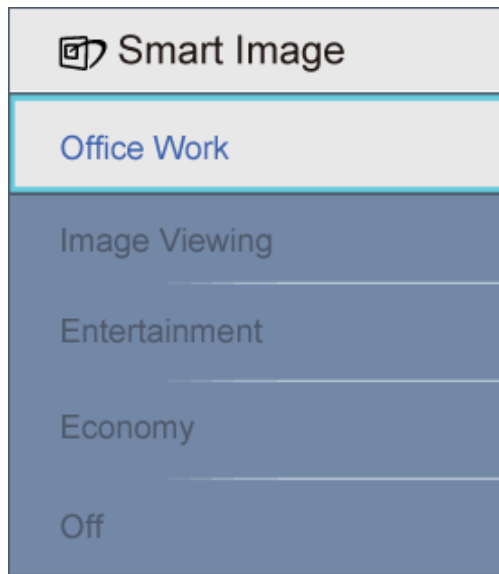 Smart Image
Office Work
Image Viewing
Entertainment
Economy
Off